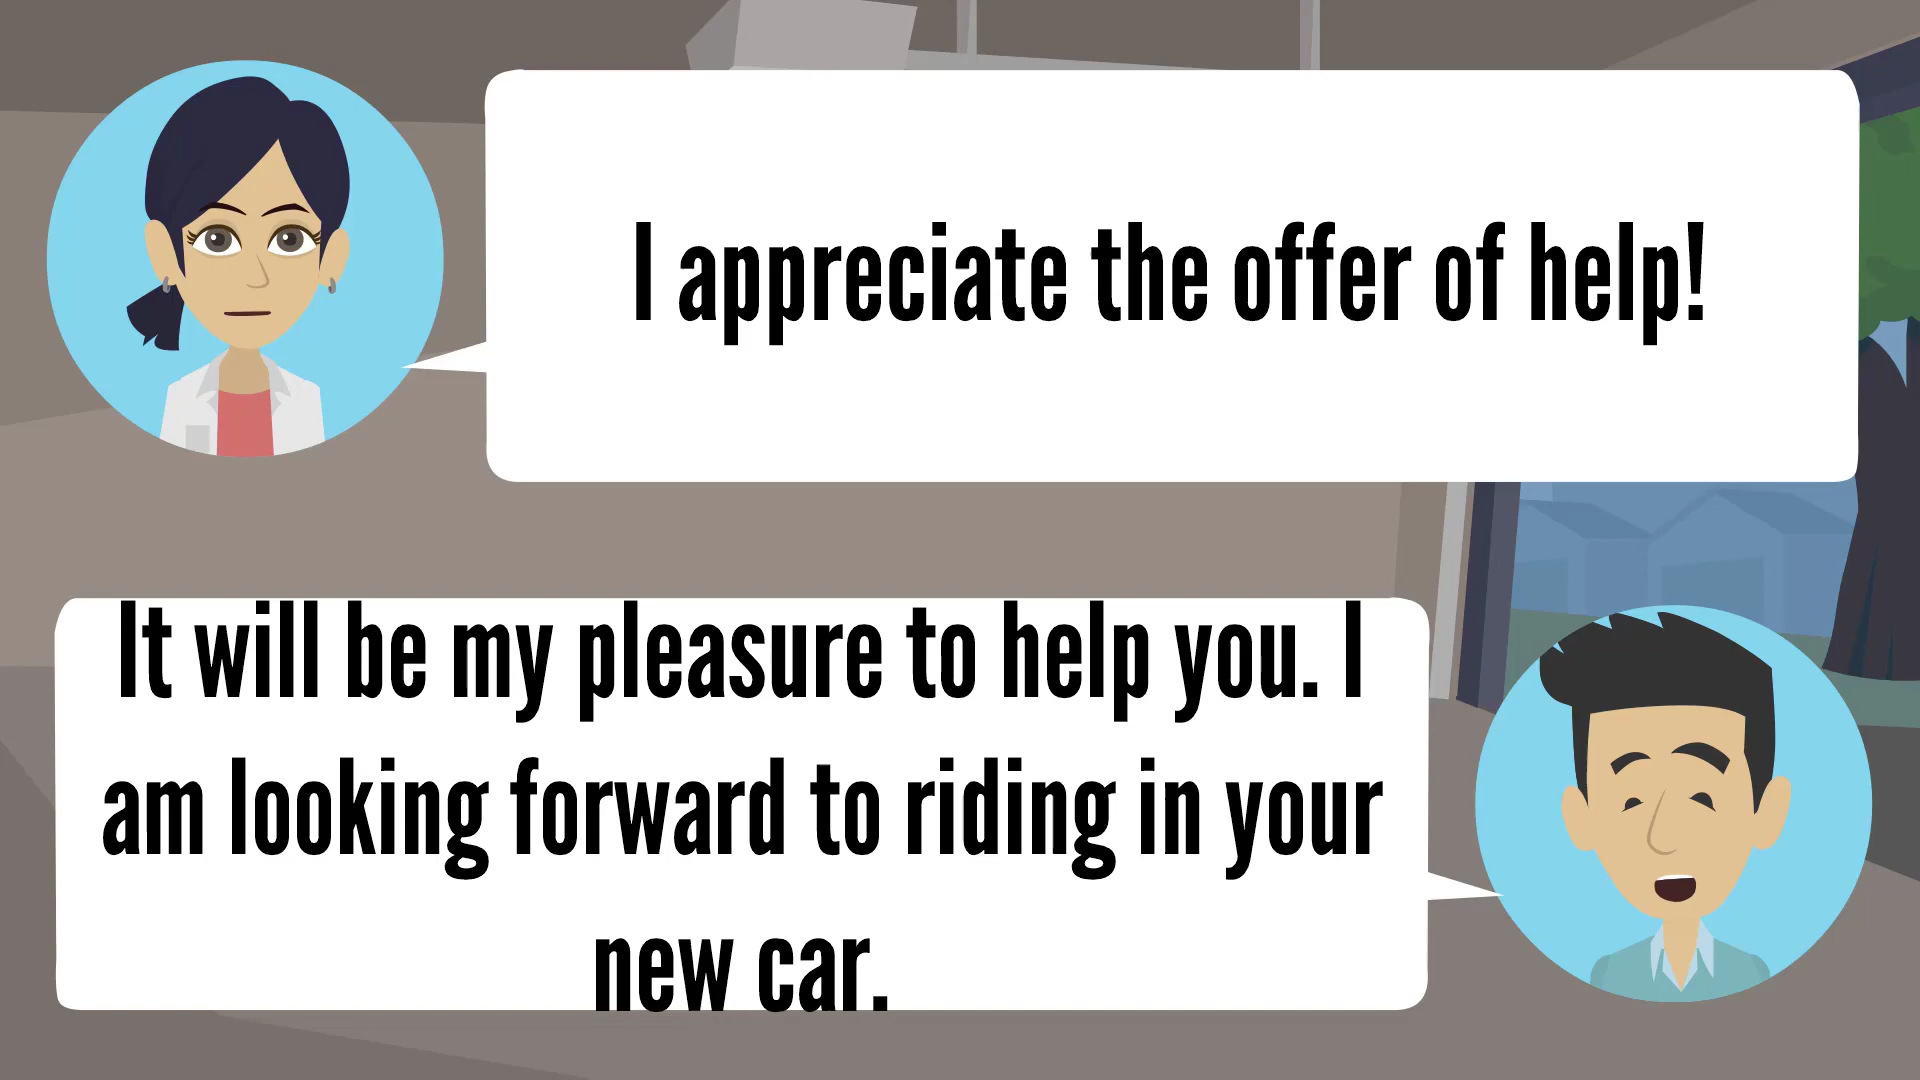 I appreciate the offer of help!
It will be my pleasure to help you. I
am looking forward to riding in your
new car.